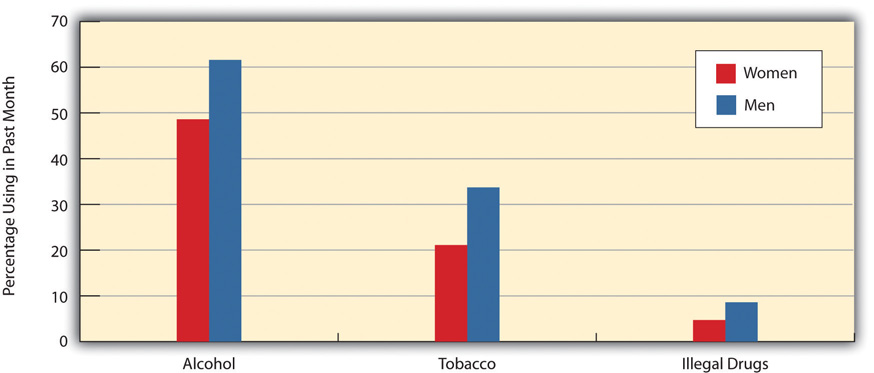 70
60
50
40
30
20
10
0
Percentage Using in Past Month
Women
Men
Alcohol
Tobacco
Illegal Drugs